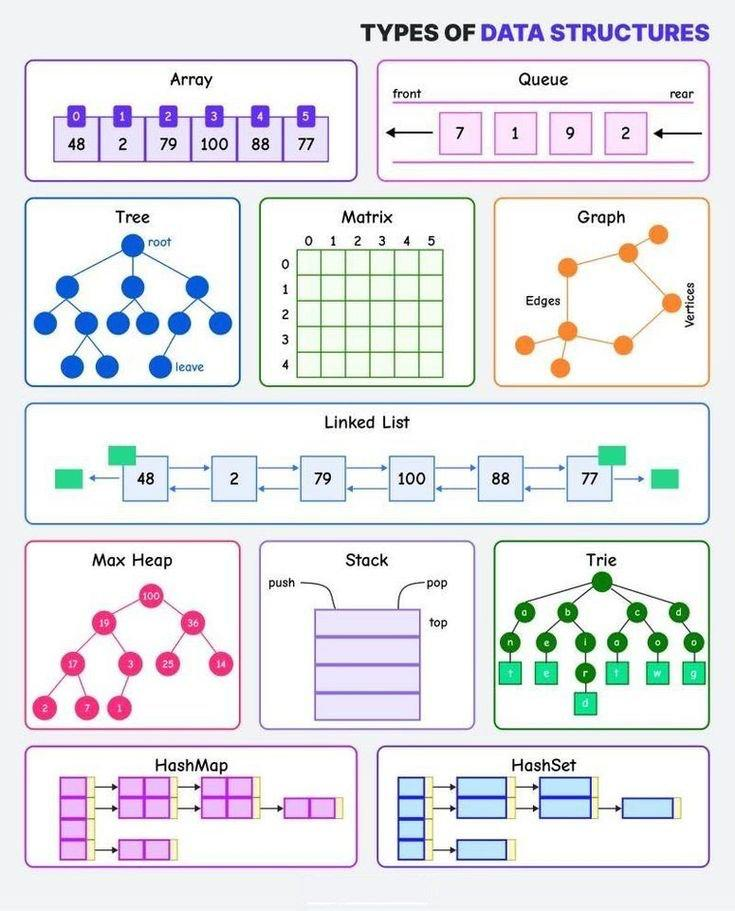 TYPES OF DATA STRUCTURES
Array
0 1 2 3 4 5
48 2 79 100 88 77
Queue
front rear
7 1 9 2
Tree
root
leave
Matrix
0 1 2 3 4 5
0
1
2
3
4
Graph
Edges
Vertices
Linked List
48 2 79 100 88 77
Max Heap
100
19 36
17 3 25 14
2 7 1
Stack
push pop
top
Trie
a b c d
n e i a o o
t e r t w g
d
HashMap
HashSet